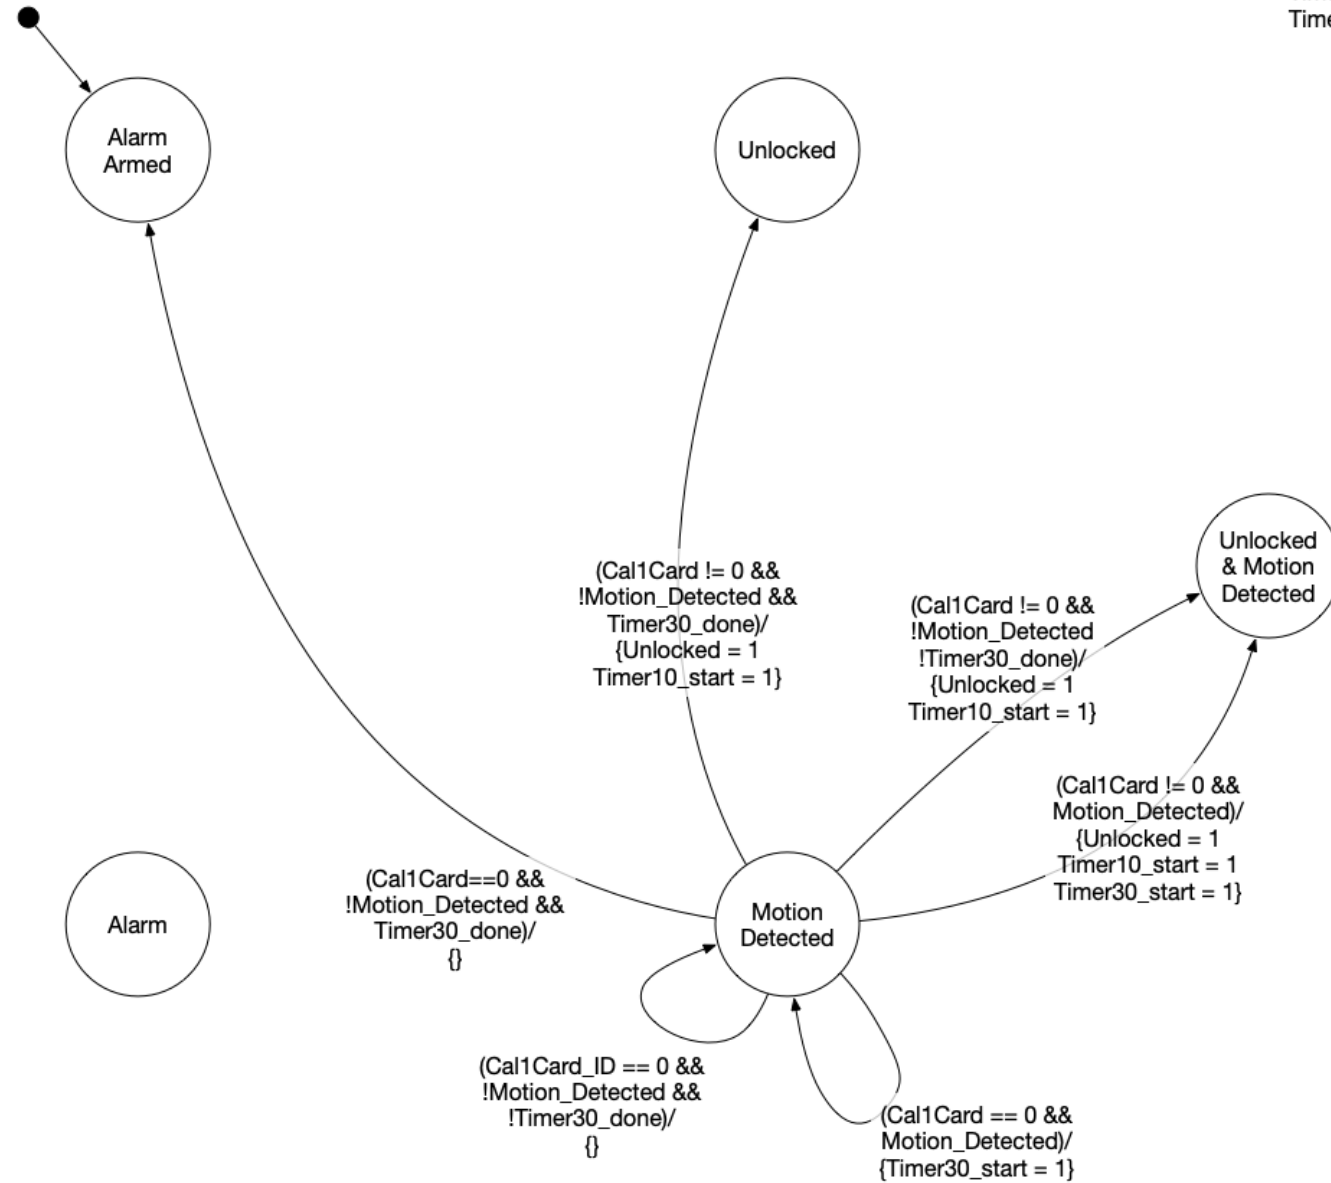 Time
Alarm
Armed
Unlocked
Unlocked
& Motion
Detected
(Cal1Card != 0 &&
!Motion_Detected &&
Timer30_done)/
{Unlocked = 1
Timer10_start = 1}
(Cal1Card != 0 &&
!Motion_Detected
!Timer30_done)/
{Unlocked = 1
Timer10_start = 1}
(Cal1Card != 0 &&
Motion_Detected)/
{Unlocked = 1
Timer10_start = 1
Timer30_start = 1}
(Cal1Card==0 &&
!Motion_Detected &&
Timer30_done)/
{}
Alarm
Motion
Detected
(Cal1Card_ID == 0 &&
!Motion_Detected &&
!Timer30_done)/
{}
(Cal1Card == 0 &&
Motion_Detected)/
{Timer30_start = 1}